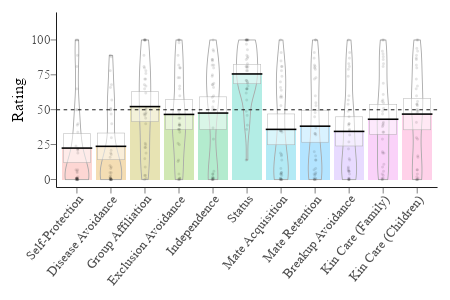 Rating
100
75
50
25
0
Self-Protection
Disease Avoidance
Group Affiliation
Exclusion Avoidance
Independence
Status
Mate Acquisition
Mate Retention
Breakup Avoidance
Kin Care (Family)
Kin Care (Children)